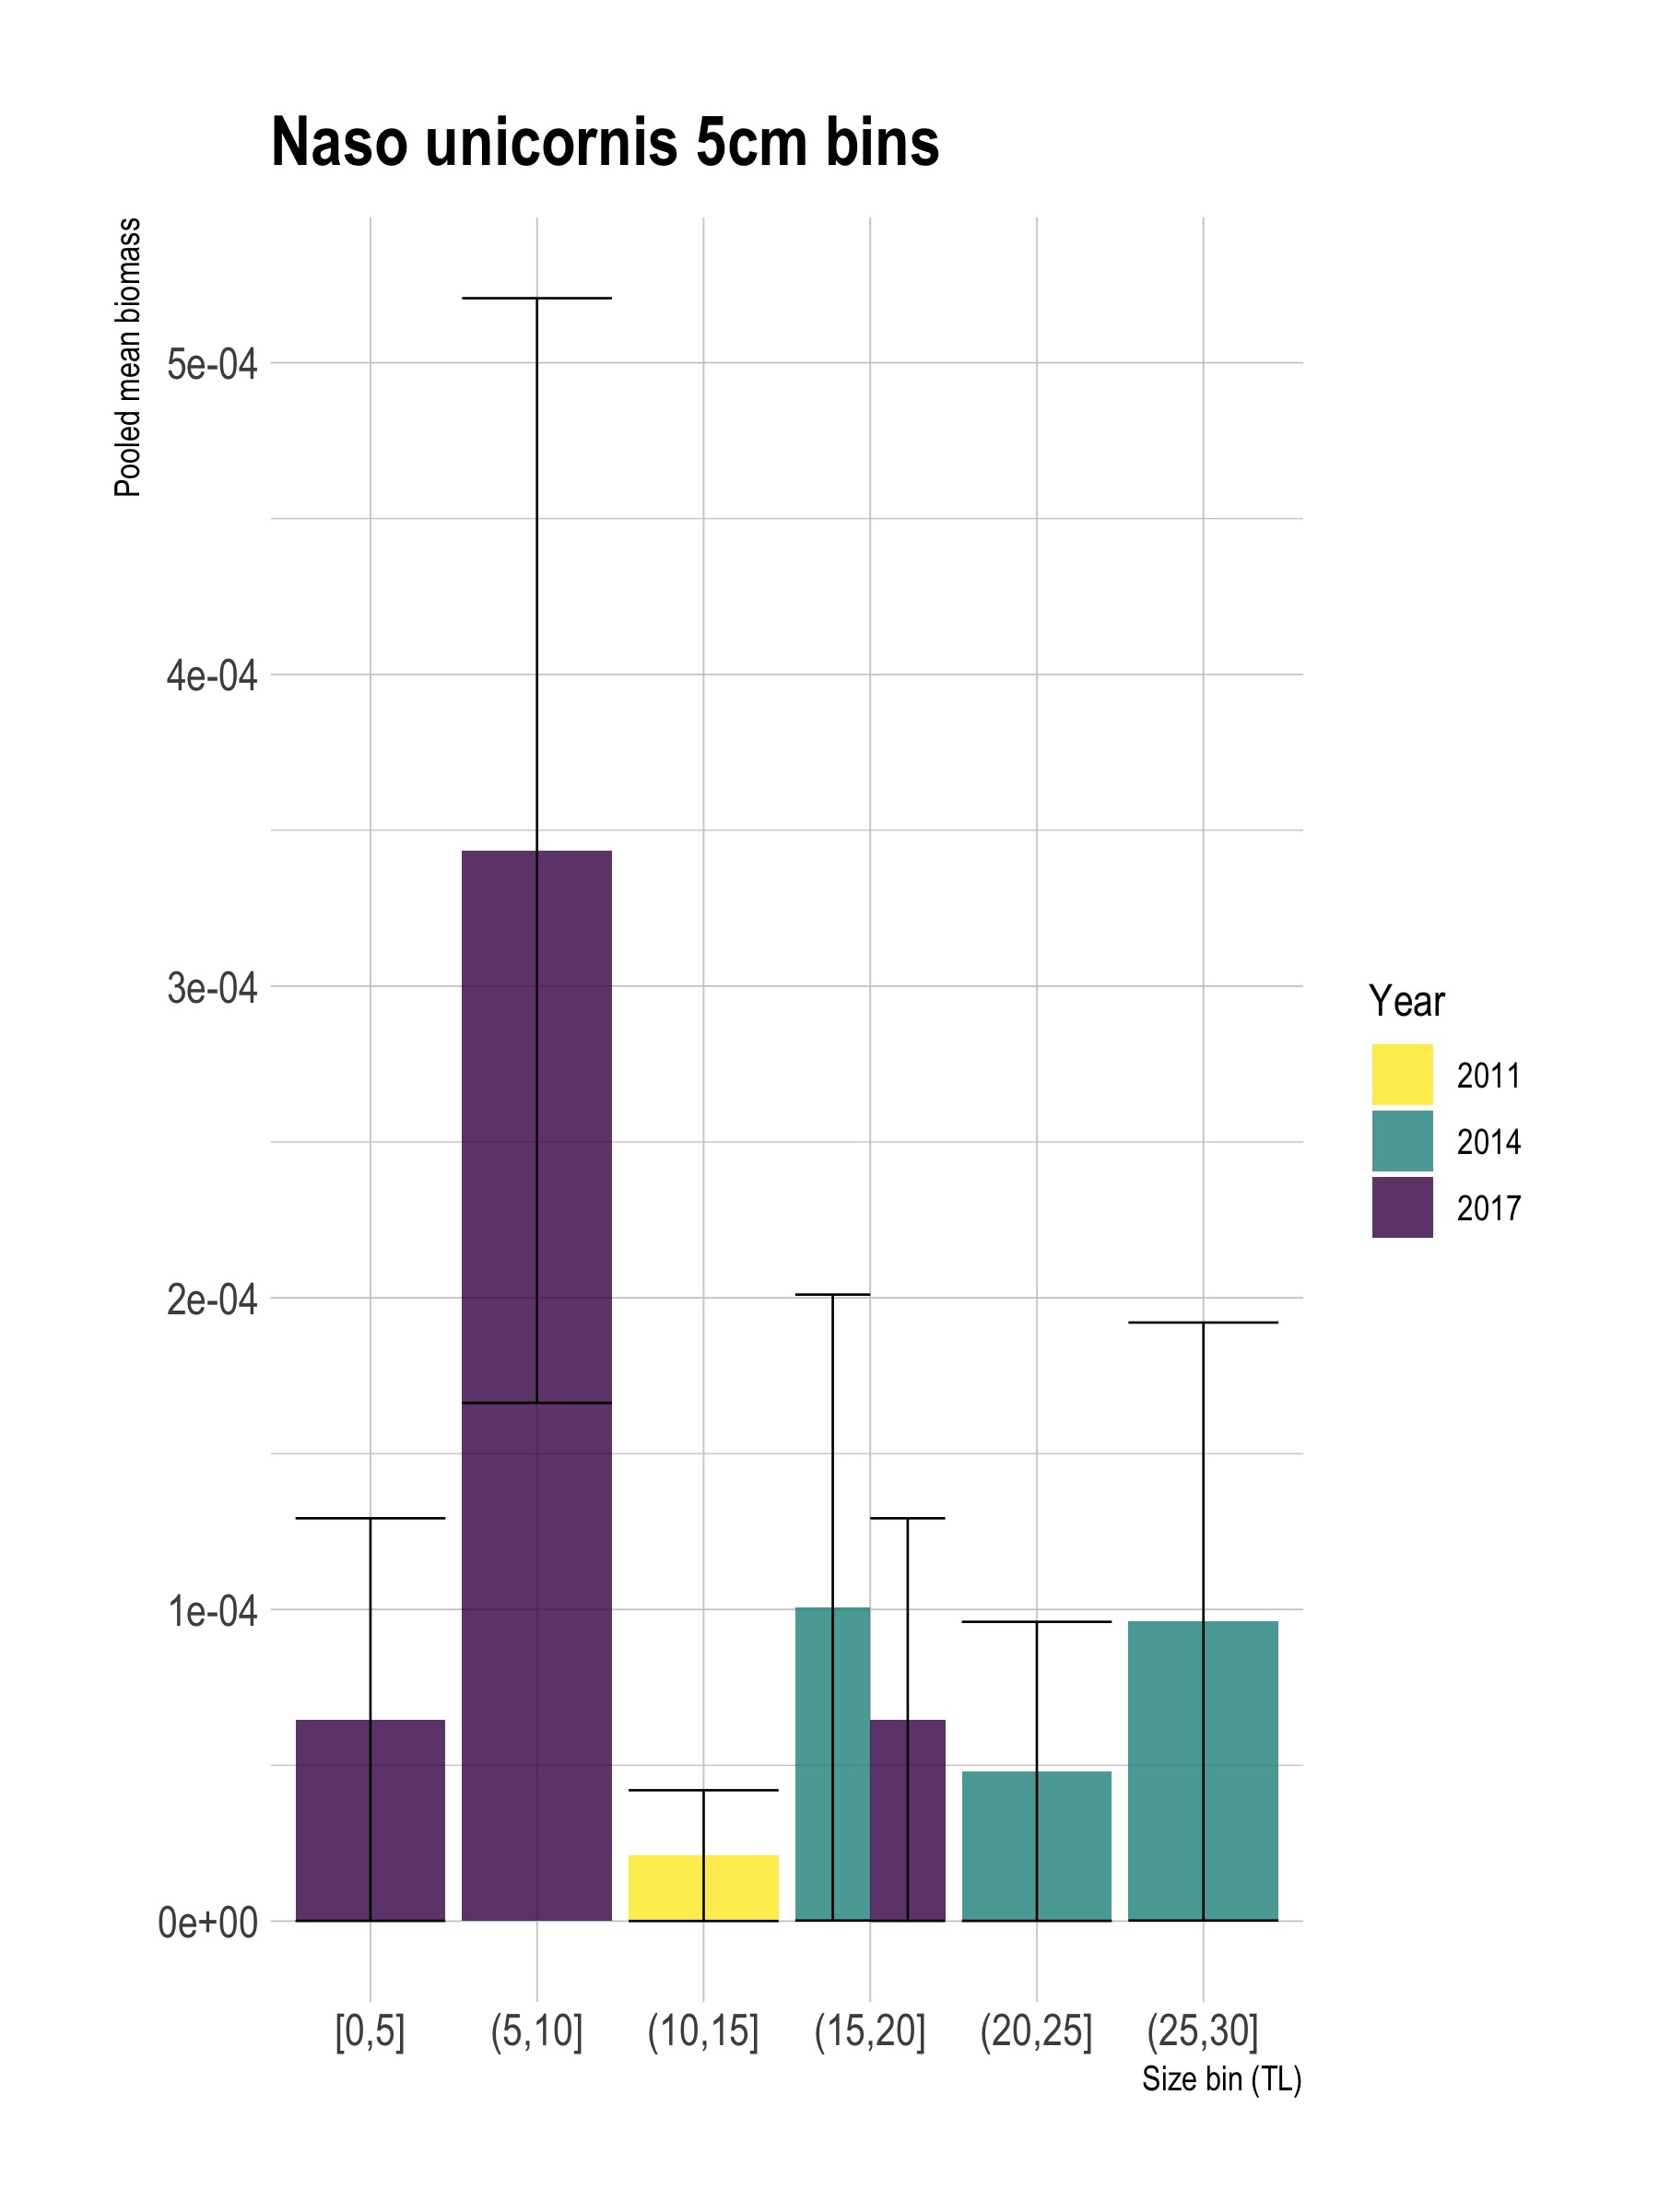 Naso unicornis 5cm bins
Pooled mean biomass
5e-04
4e-04
3e-04
2e-04
1e-04
0e+00
[0,5]
(5,10]
(10,15]
(15,20]
(20,25]
(25,30]
Size bin (TL)
Year
2011
2014
2017